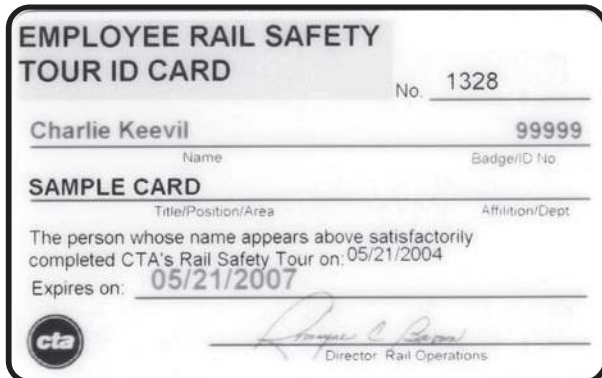 EMPLOYEE RAIL SAFETY
TOUR ID CARD
No. 1328
Charlie Keevil 99999
Name Badge/ID No.
SAMPLE CARD
Title/Position/Area Affilition/Dept
The person whose name appears above satisfactorily
completed CTA's Rail Safety Tour on: 05/21/2004
Expires on: 05/21/2007
cta
Director Rail Operations